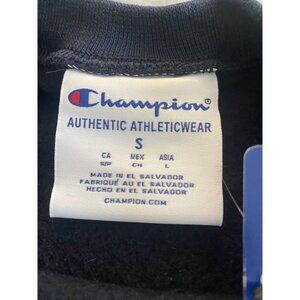 Champion®
AUTHENTIC ATHLETICWEAR
S
CA MEX ASIA
S/P CH L
MADE IN EL SALVADOR
FABRIQUÉ AU EL SALVADOR
HECHO EN EL SALVADOR
CHAMPION.COM